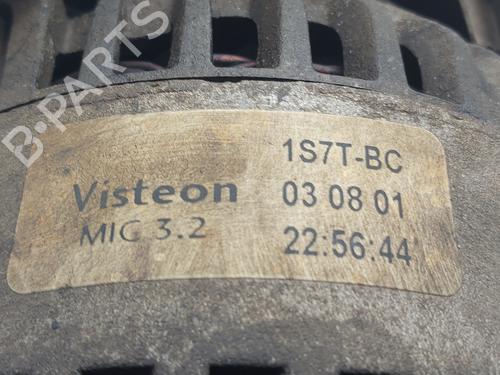 B-PARTS
1S7T-BC
Visteon 03 08 01
MIC 3.2 22:56:44